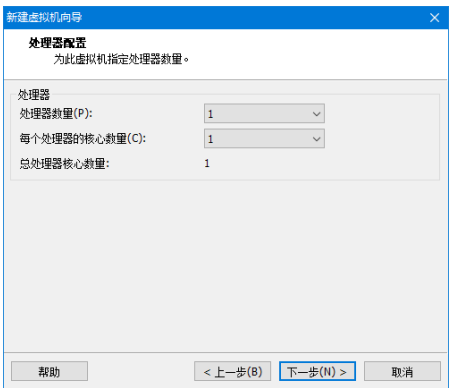 新建虚拟机向导
处理器配置
为此虚拟机指定处理器数量。
处理器
处理器数量(P): 1
每个处理器的核心数量(C): 1
总处理器核心数量: 1
帮助 < 上一步(B) 下一步(N) > 取消